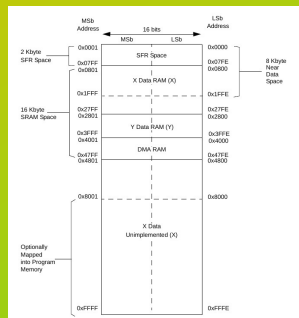 MSb
Address
16 bits
LSb
Address
MSb
LSb
0x0001
0x0000
2 Kbyte
SFR Space
SFR Space
0x07FF
0x07FE
0x0801
0x0800
8 Kbyte
Near
Data
Space
X Data RAM (X)
0x1FFF
0x1FFE
16 Kbyte
SRAM Space
0x27FF
0x27FE
0x2801
0x2800
Y Data RAM (Y)
0x3FFF
0x3FFE
0x4001
0x4000
DMA RAM
0x47FF
0x47FE
0x4801
0x4800
0x8001
0x8000
X Data
Unimplemented (X)
Optionally
Mapped
into Program
Memory
0xFFFF
0xFFFE